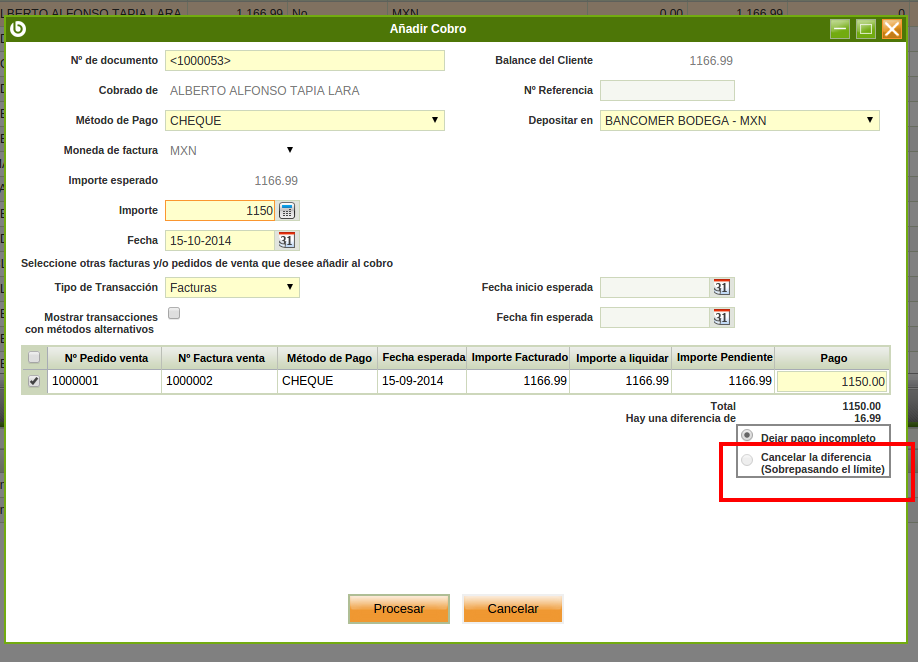 LBERTO ALFONSO TAPIA LARA 1,166.99 No MXN 0.00 1,166.99 0
Añadir Cobro
Nº de documento <1000053> Balance del Cliente 1166.99
Cobrado de ALBERTO ALFONSO TAPIA LARA Nº Referencia
Método de Pago CHEQUE Depositar en BANCOMER BODEGA - MXN
Moneda de factura MXN
Importe esperado 1166.99
Importe 1150
Fecha 15-10-2014 31
Seleccione otras facturas y/o pedidos de venta que desee añadir al cobro
Tipo de Transacción Facturas Fecha inicio esperada 31
Mostrar transacciones
con métodos alternativos Fecha fin esperada 31
Nº Pedido venta Nº Factura venta Método de Pago Fecha esperada Importe Facturado Importe a liquidar Importe Pendiente Pago
1000001 1000002 CHEQUE 15-09-2014 1166.99 1166.99 1166.99 1150.00
Total 1150.00
Hay una diferencia de 16.99
Dejar pago incompleto
Cancelar la diferencia
(Sobrepasando el límite)
Procesar Cancelar